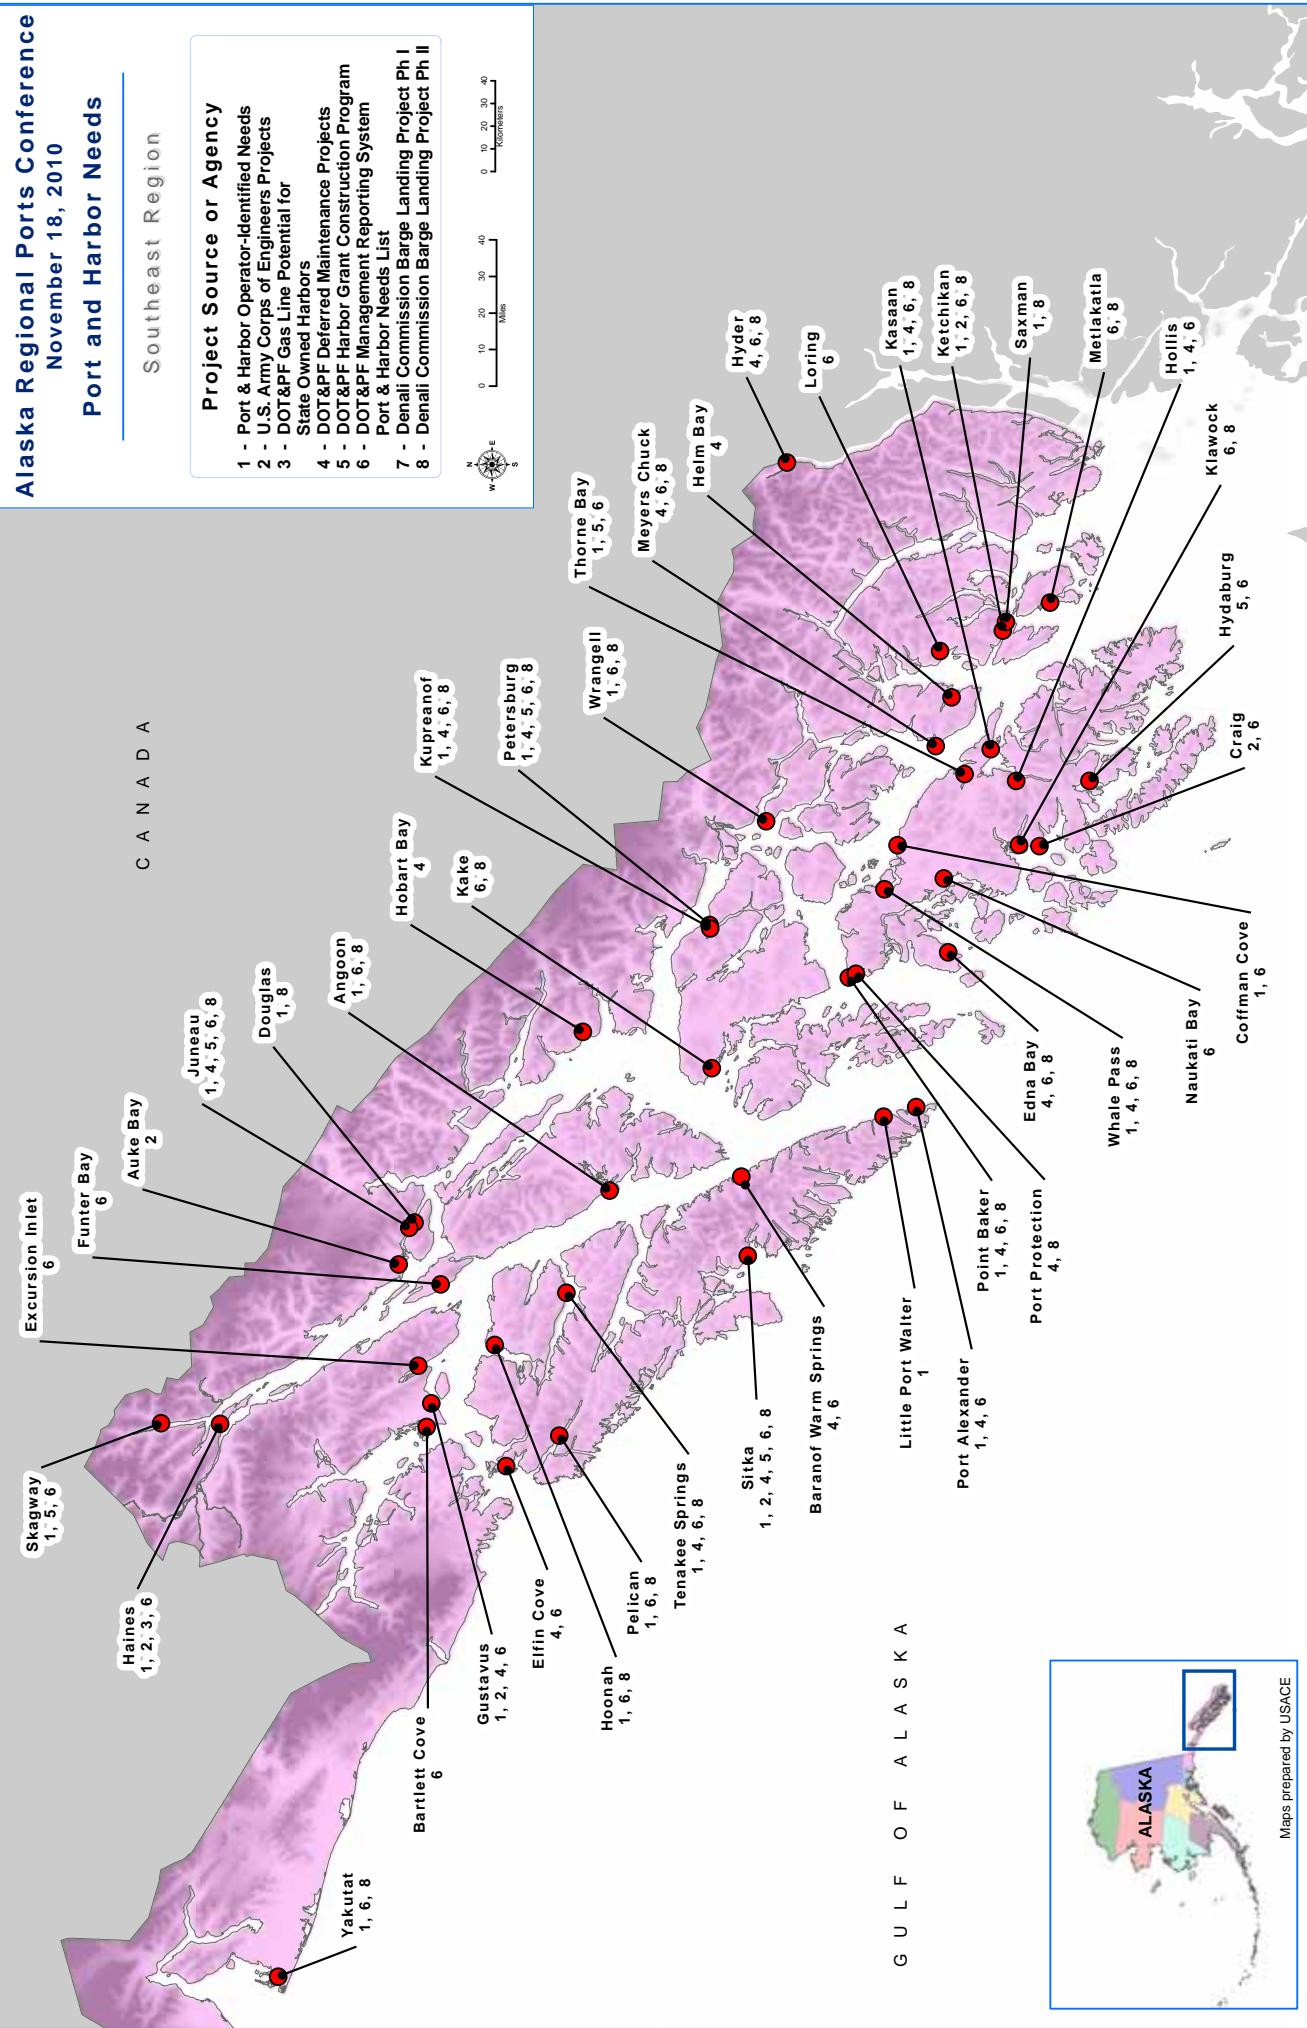 Alaska Regional Ports Conference
November 18, 2010
Port and Harbor Needs
Southeast Region
Project Source or Agency
1 - Port & Harbor Operator-Identified Needs
2 - U.S. Army Corps of Engineers Projects
3 - DOT&PF Gas Line Potential for
State Owned Harbors
4 - DOT&PF Deferred Maintenance Projects
5 - DOT&PF Harbor Grant Construction Program
6 - DOT&PF Management Reporting System
Port & Harbor Needs List
7 - Denali Commission Barge Landing Project Ph I
8 - Denali Commission Barge Landing Project Ph II
N
W
E
S
0 10 20 40
Miles
0 10 20 30 40
Kilometers
CANADA
Skagway
1, 5, 6
Haines
1, 2, 3, 6
Excursion Inlet
6
Funter Bay
6
Auke Bay
2
Juneau
1, 4, 5, 6, 8
Douglas
1, 8
Angoon
1, 6, 8
Hobart Bay
4
Kake
6, 8
Kupreanof
1, 4, 6, 8
Petersburg
1, 4, 5, 6, 8
Wrangell
1, 6, 8
Thorne Bay
1, 5, 6
Meyers Chuck
4, 6, 8
Helm Bay
4
Hyder
4, 6, 8
Loring
6
Kasaan
1, 4, 6, 8
Ketchikan
1, 2, 6, 8
Saxman
1, 8
Metlakatla
6, 8
Hollis
1, 4, 6
Klawock
6, 8
Hydaburg
5, 6
Craig
2, 6
Coffman Cove
1, 6
Naukati Bay
6
Whale Pass
1, 4, 6, 8
Edna Bay
4, 6, 8
Port Protection
4, 8
Point Baker
1, 4, 6, 8
Port Alexander
1, 4, 6
Little Port Walter
1
Baranof Warm Springs
4, 6
Sitka
1, 2, 4, 5, 6, 8
Tenakee Springs
1, 4, 6, 8
Pelican
1, 6, 8
Hoonah
1, 6, 8
Elfin Cove
4, 6
Gustavus
1, 2, 4, 6
Bartlett Cove
6
Yakutat
1, 6, 8
GULF OF ALASKA
ALASKA
Maps prepared by USACE